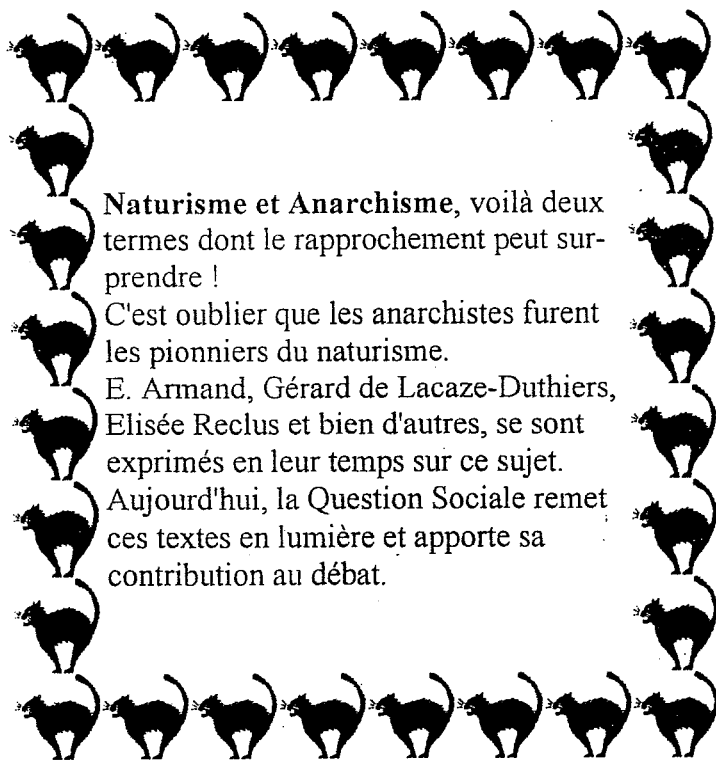 Naturisme et Anarchisme, voilà deux
termes dont le rapprochement peut sur-
prendre !
C'est oublier que les anarchistes furent
les pionniers du naturisme.
E. Armand, Gérard de Lacaze-Duthiers,
Elisée Reclus et bien d'autres, se sont
exprimés en leur temps sur ce sujet.
Aujourd'hui, la Question Sociale remet
ces textes en lumière et apporte sa
contribution au débat.